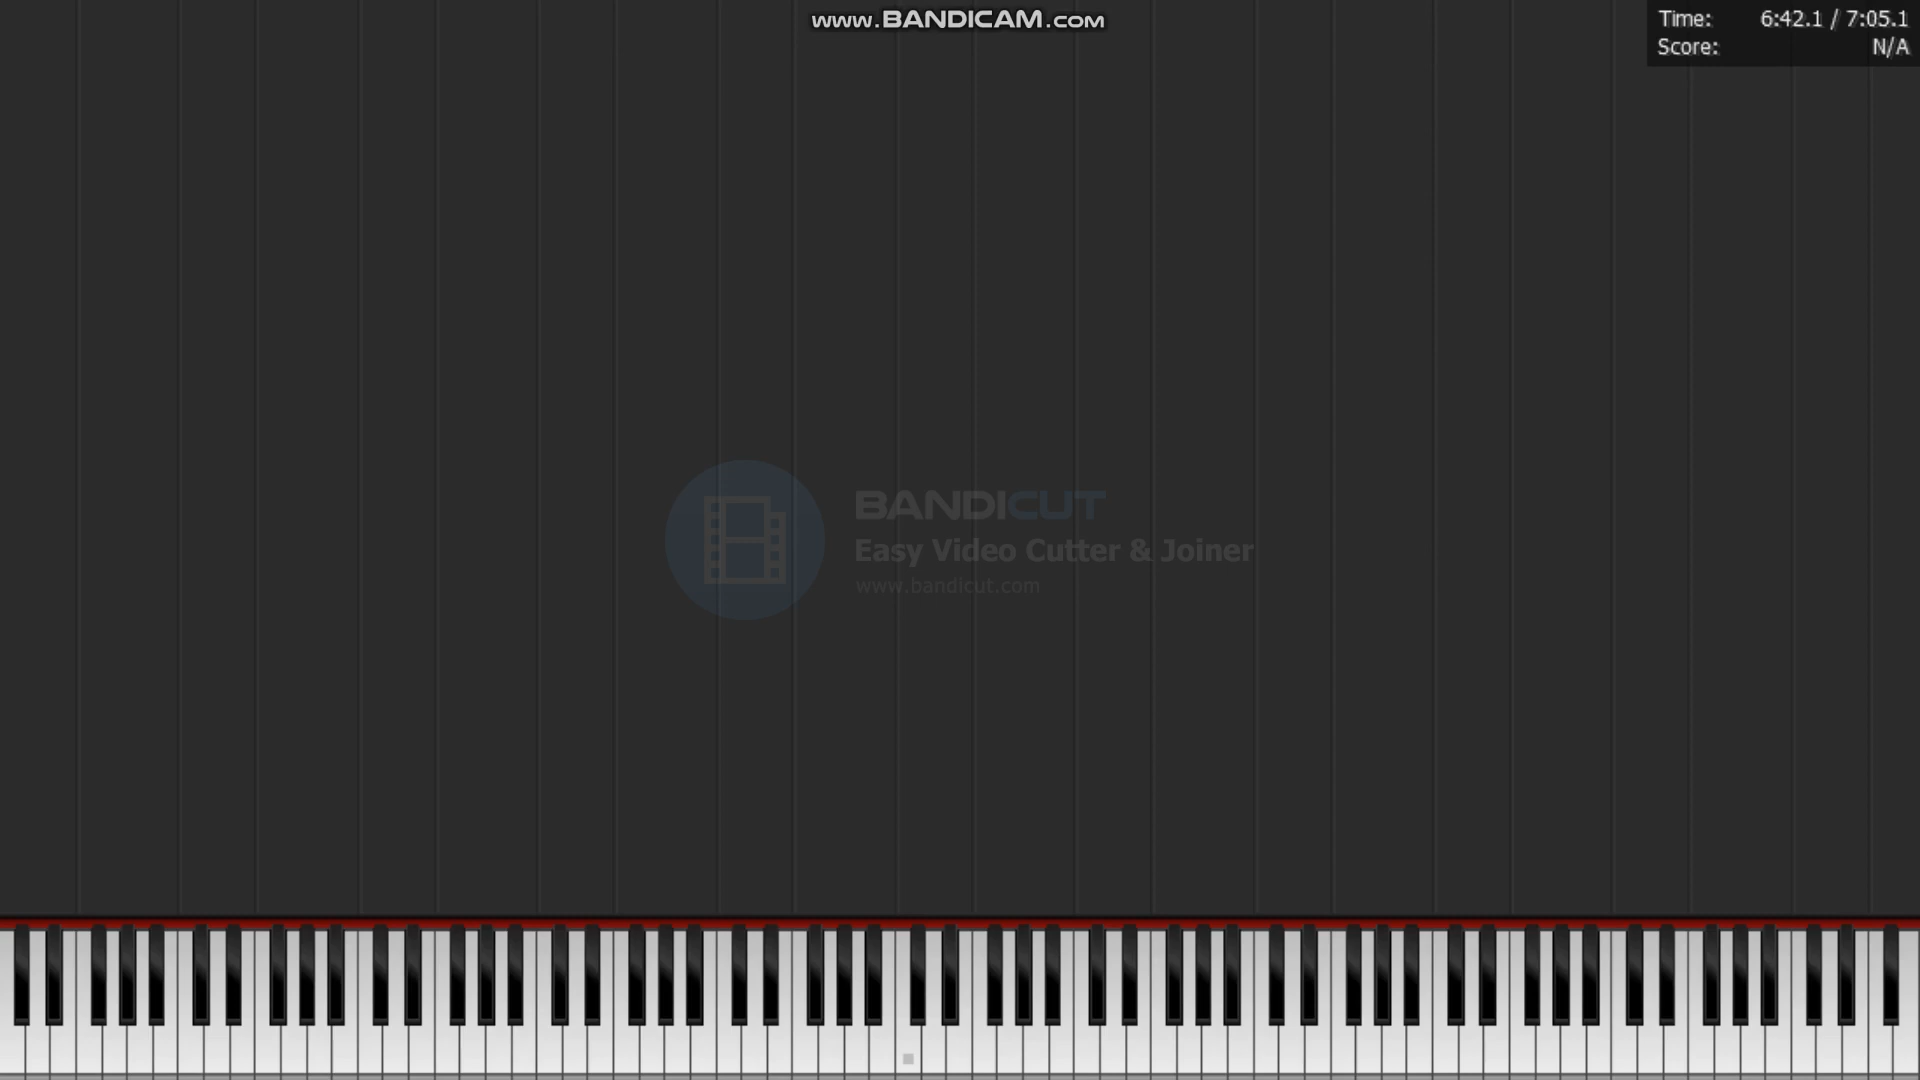 www.BANDICAM.com
Time: 6:42.1 / 7:05.1
Score: N/A
BANDICUT
Easy Video Cutter & Joiner
www.bandicut.com